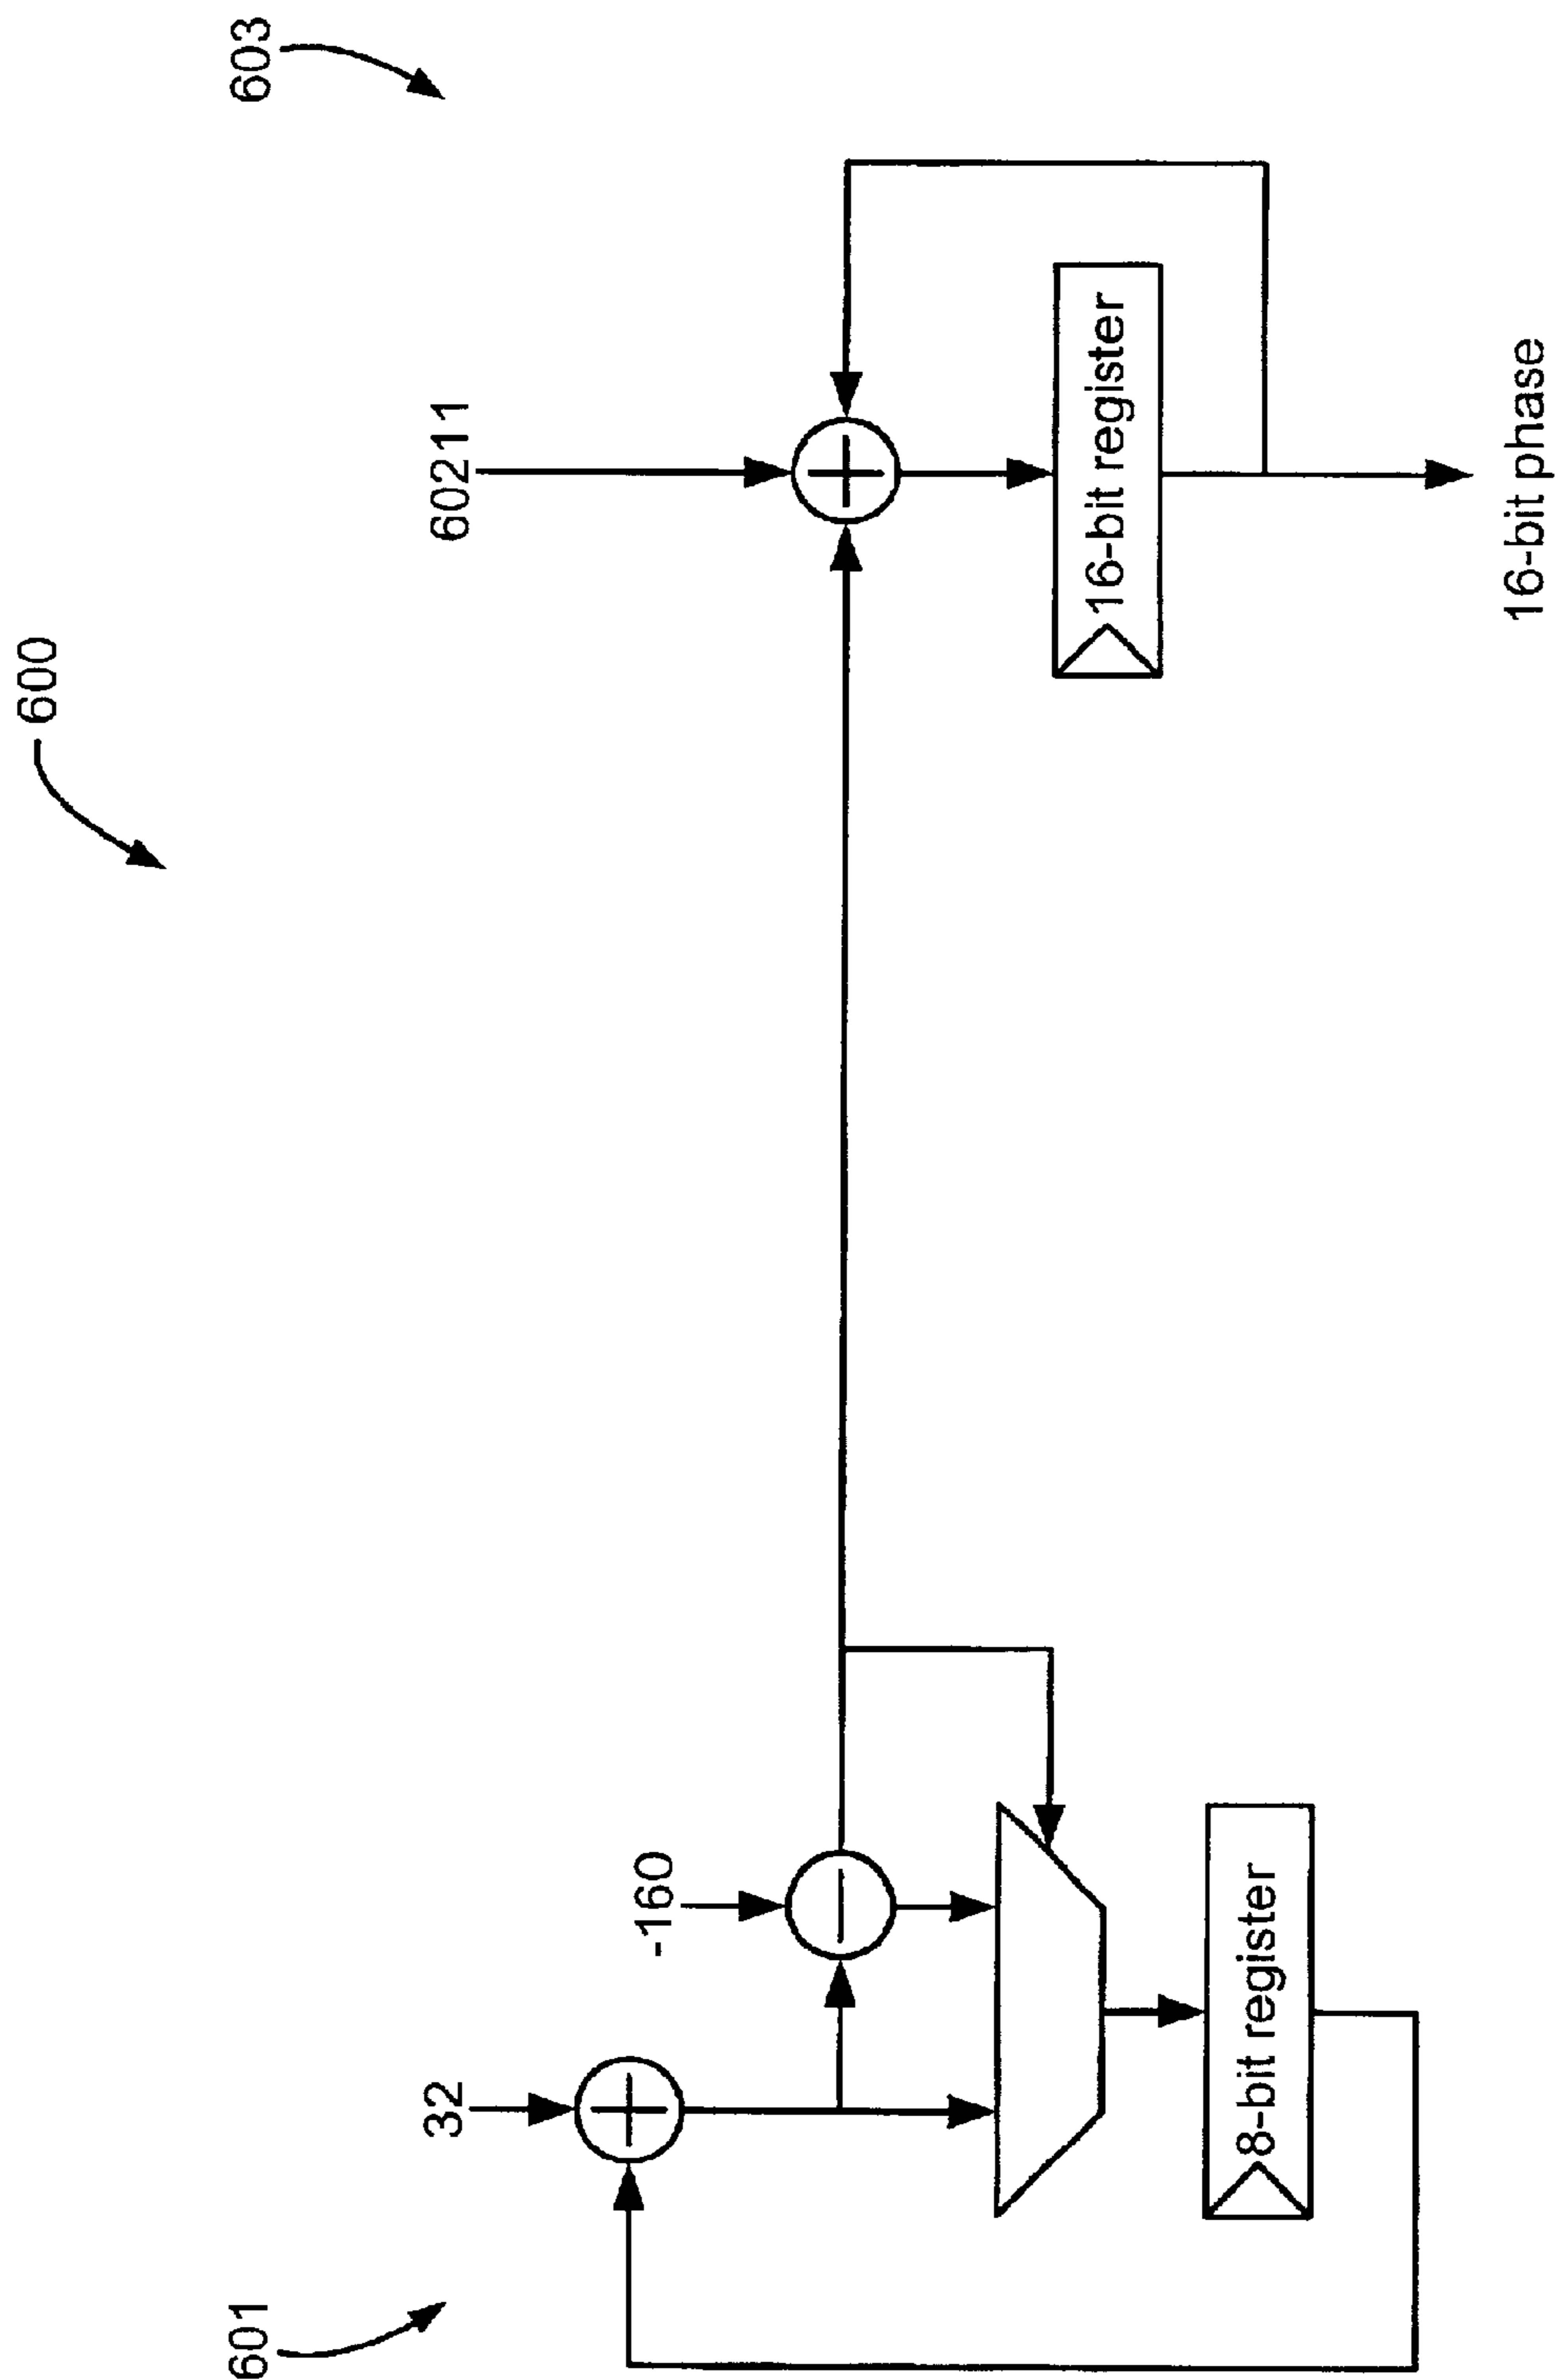 600
601
603
32
-160
60211
8-bit register
16-bit register
16-bit phase